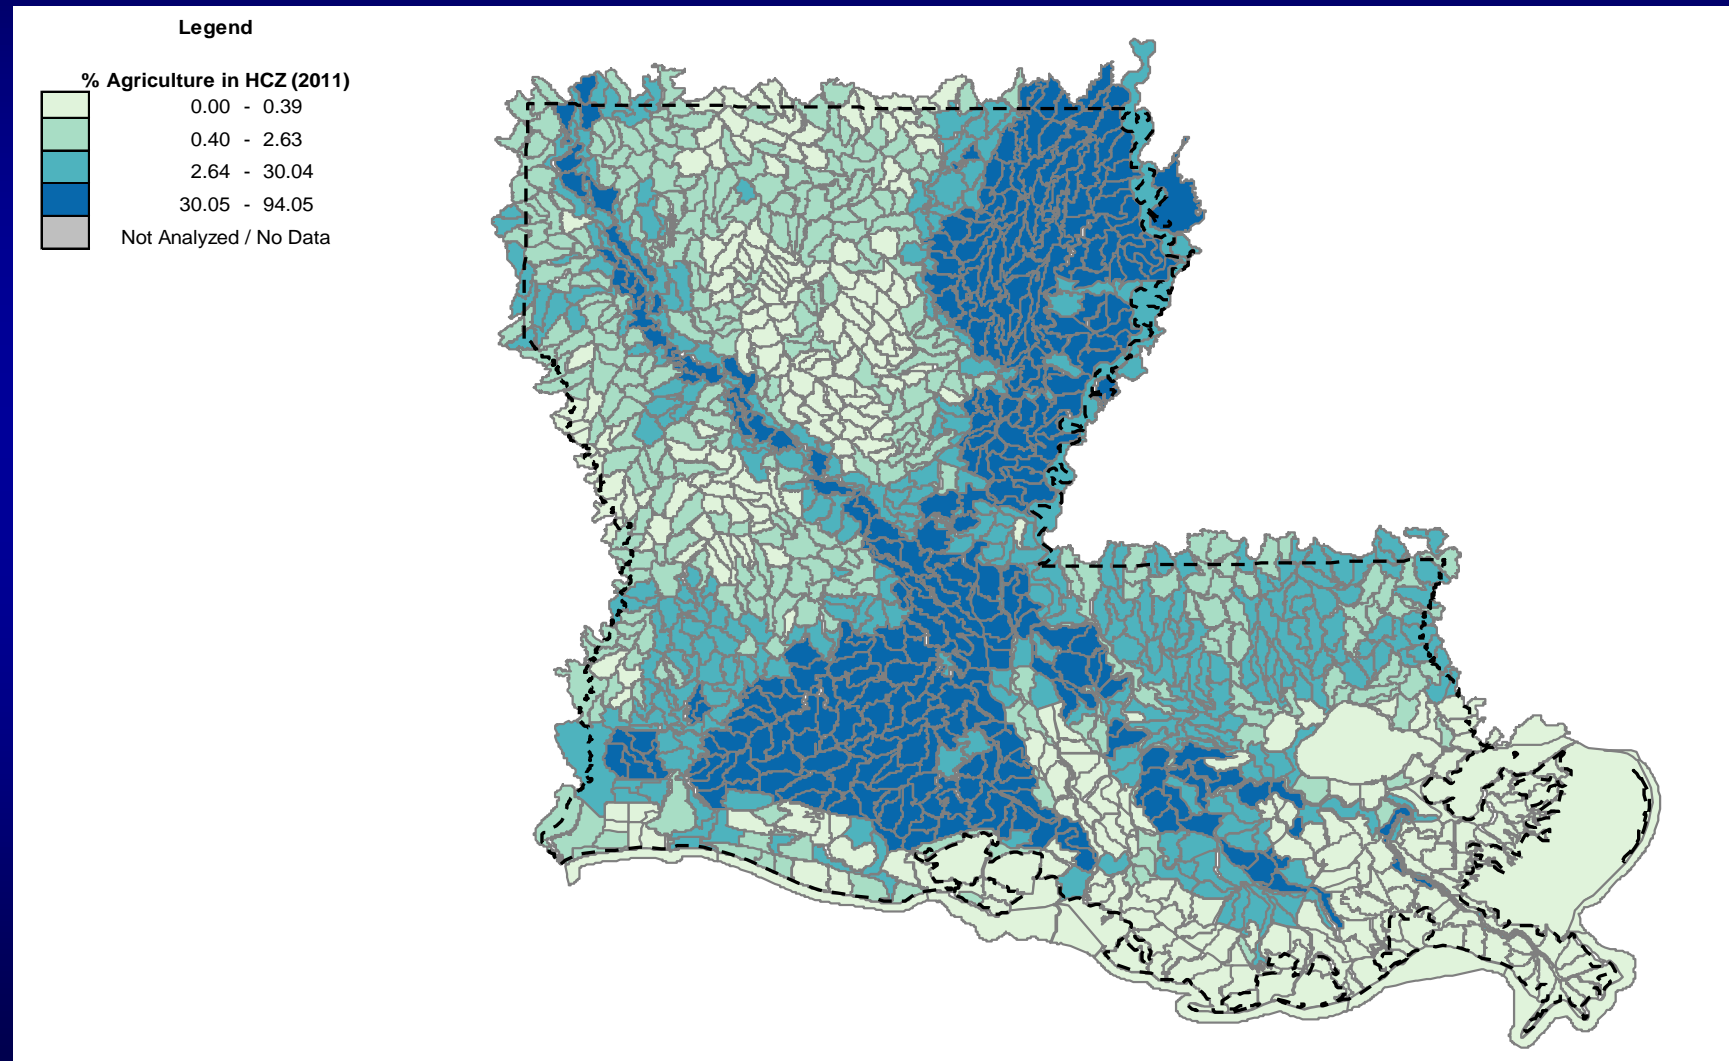 Legend
% Agriculture in HCZ (2011)
0.00 - 0.39
0.40 - 2.63
2.64 - 30.04
30.05 - 94.05
Not Analyzed / No Data